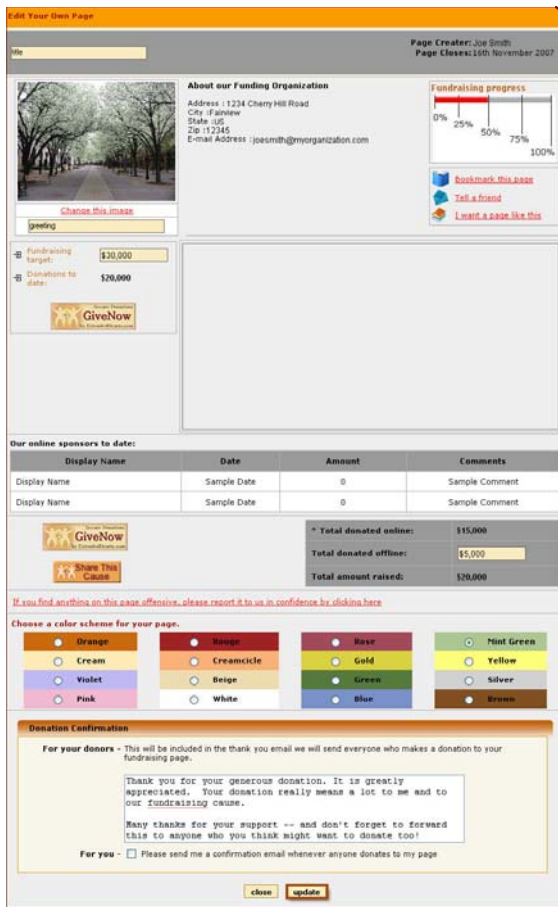 Edit Your Own Page
title
Page Creater: Joe Smith
Page Closes: 16th November 2007
About our Funding Organization
Address : 1234 Cherry Hill Road
City :Fairview
State :US
Zip :12345
E-mail Address : joesmith@myorganization.com
Fundraising progress
0% 25% 50% 75% 100%
Bookmark this page
Tell a friend
I want a page like this
Change this image
greeting
Fundraising target: $30,000
Donations to date: $20,000
Secure Donations
GiveNow
Our online sponsors to date:
Display Name Date Amount Comments
Display Name Sample Date 0 Sample Comment
Display Name Sample Date 0 Sample Comment
Secure Donations
GiveNow
Share This
Cause
* Total donated online: $15,000
Total donated offline: $5,000
Total amount raised: $20,000
If you find anything on this page offensive, please report it to us in confidence by clicking here
Choose a color scheme for your page.
Orange Rouge Rose Mint Green
Cream Creamcicle Gold Yellow
Violet Beige Green Silver
Pink White Blue Brown
Donation Confirmation
For your donors - This will be included in the thank you email we will send everyone who makes a donation to your
fundraising page.
Thank you for your generous donation. It is greatly
appreciated. Your donation really means a lot to me and to
our fundraising cause.
Many thanks for your support -- and don't forget to forward
this to anyone who you think might want to donate too!
For you - Please send me a confirmation email whenever anyone donates to my page
close update